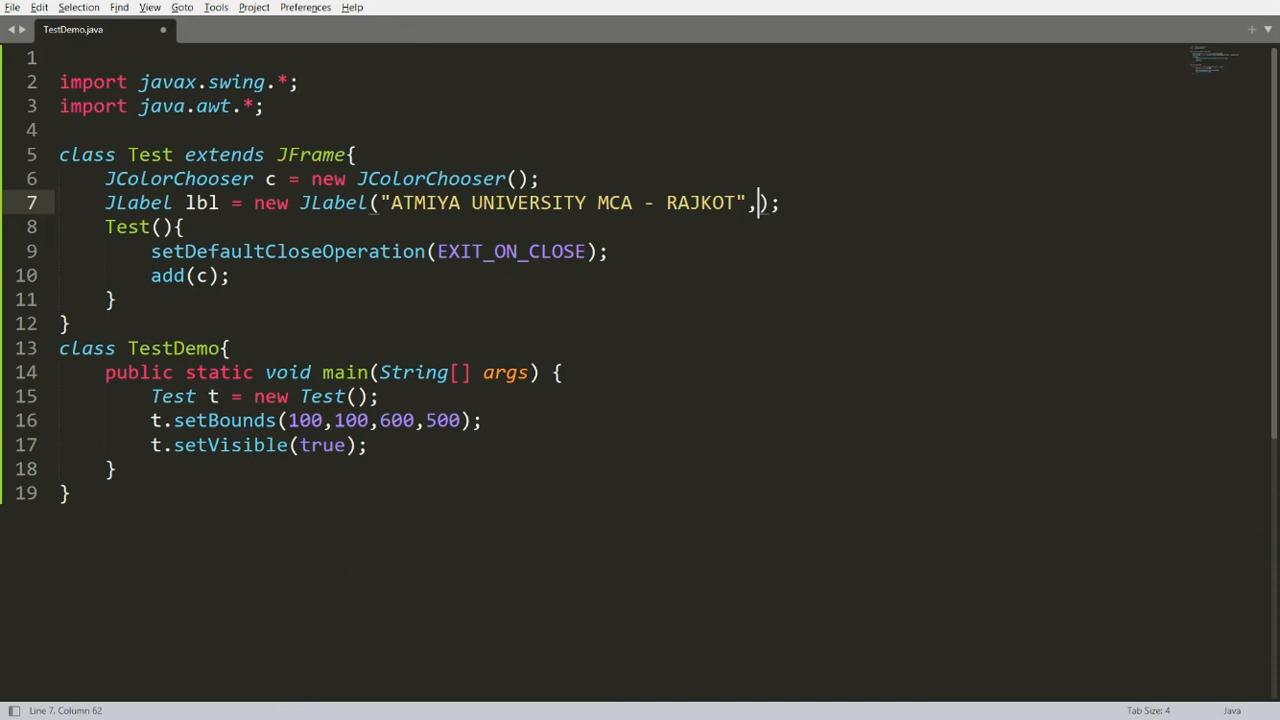 File Edit Selection Find View Goto Tools Project Preferences Help
TestDemo.java
1
2 import javax.swing.*;
3 import java.awt.*;
4
5 class Test extends JFrame{
6     JColorChooser c = new JColorChooser();
7     JLabel lbl = new JLabel("ATMIYA UNIVERSITY MCA - RAJKOT",);
8     Test(){
9         setDefaultCloseOperation(EXIT_ON_CLOSE);
10         add(c);
11     }
12 }
13 class TestDemo{
14     public static void main(String[] args) {
15         Test t = new Test();
16         t.setBounds(100,100,600,500);
17         t.setVisible(true);
18     }
19 }
Line 7, Column 62 Tab Size: 4 Java